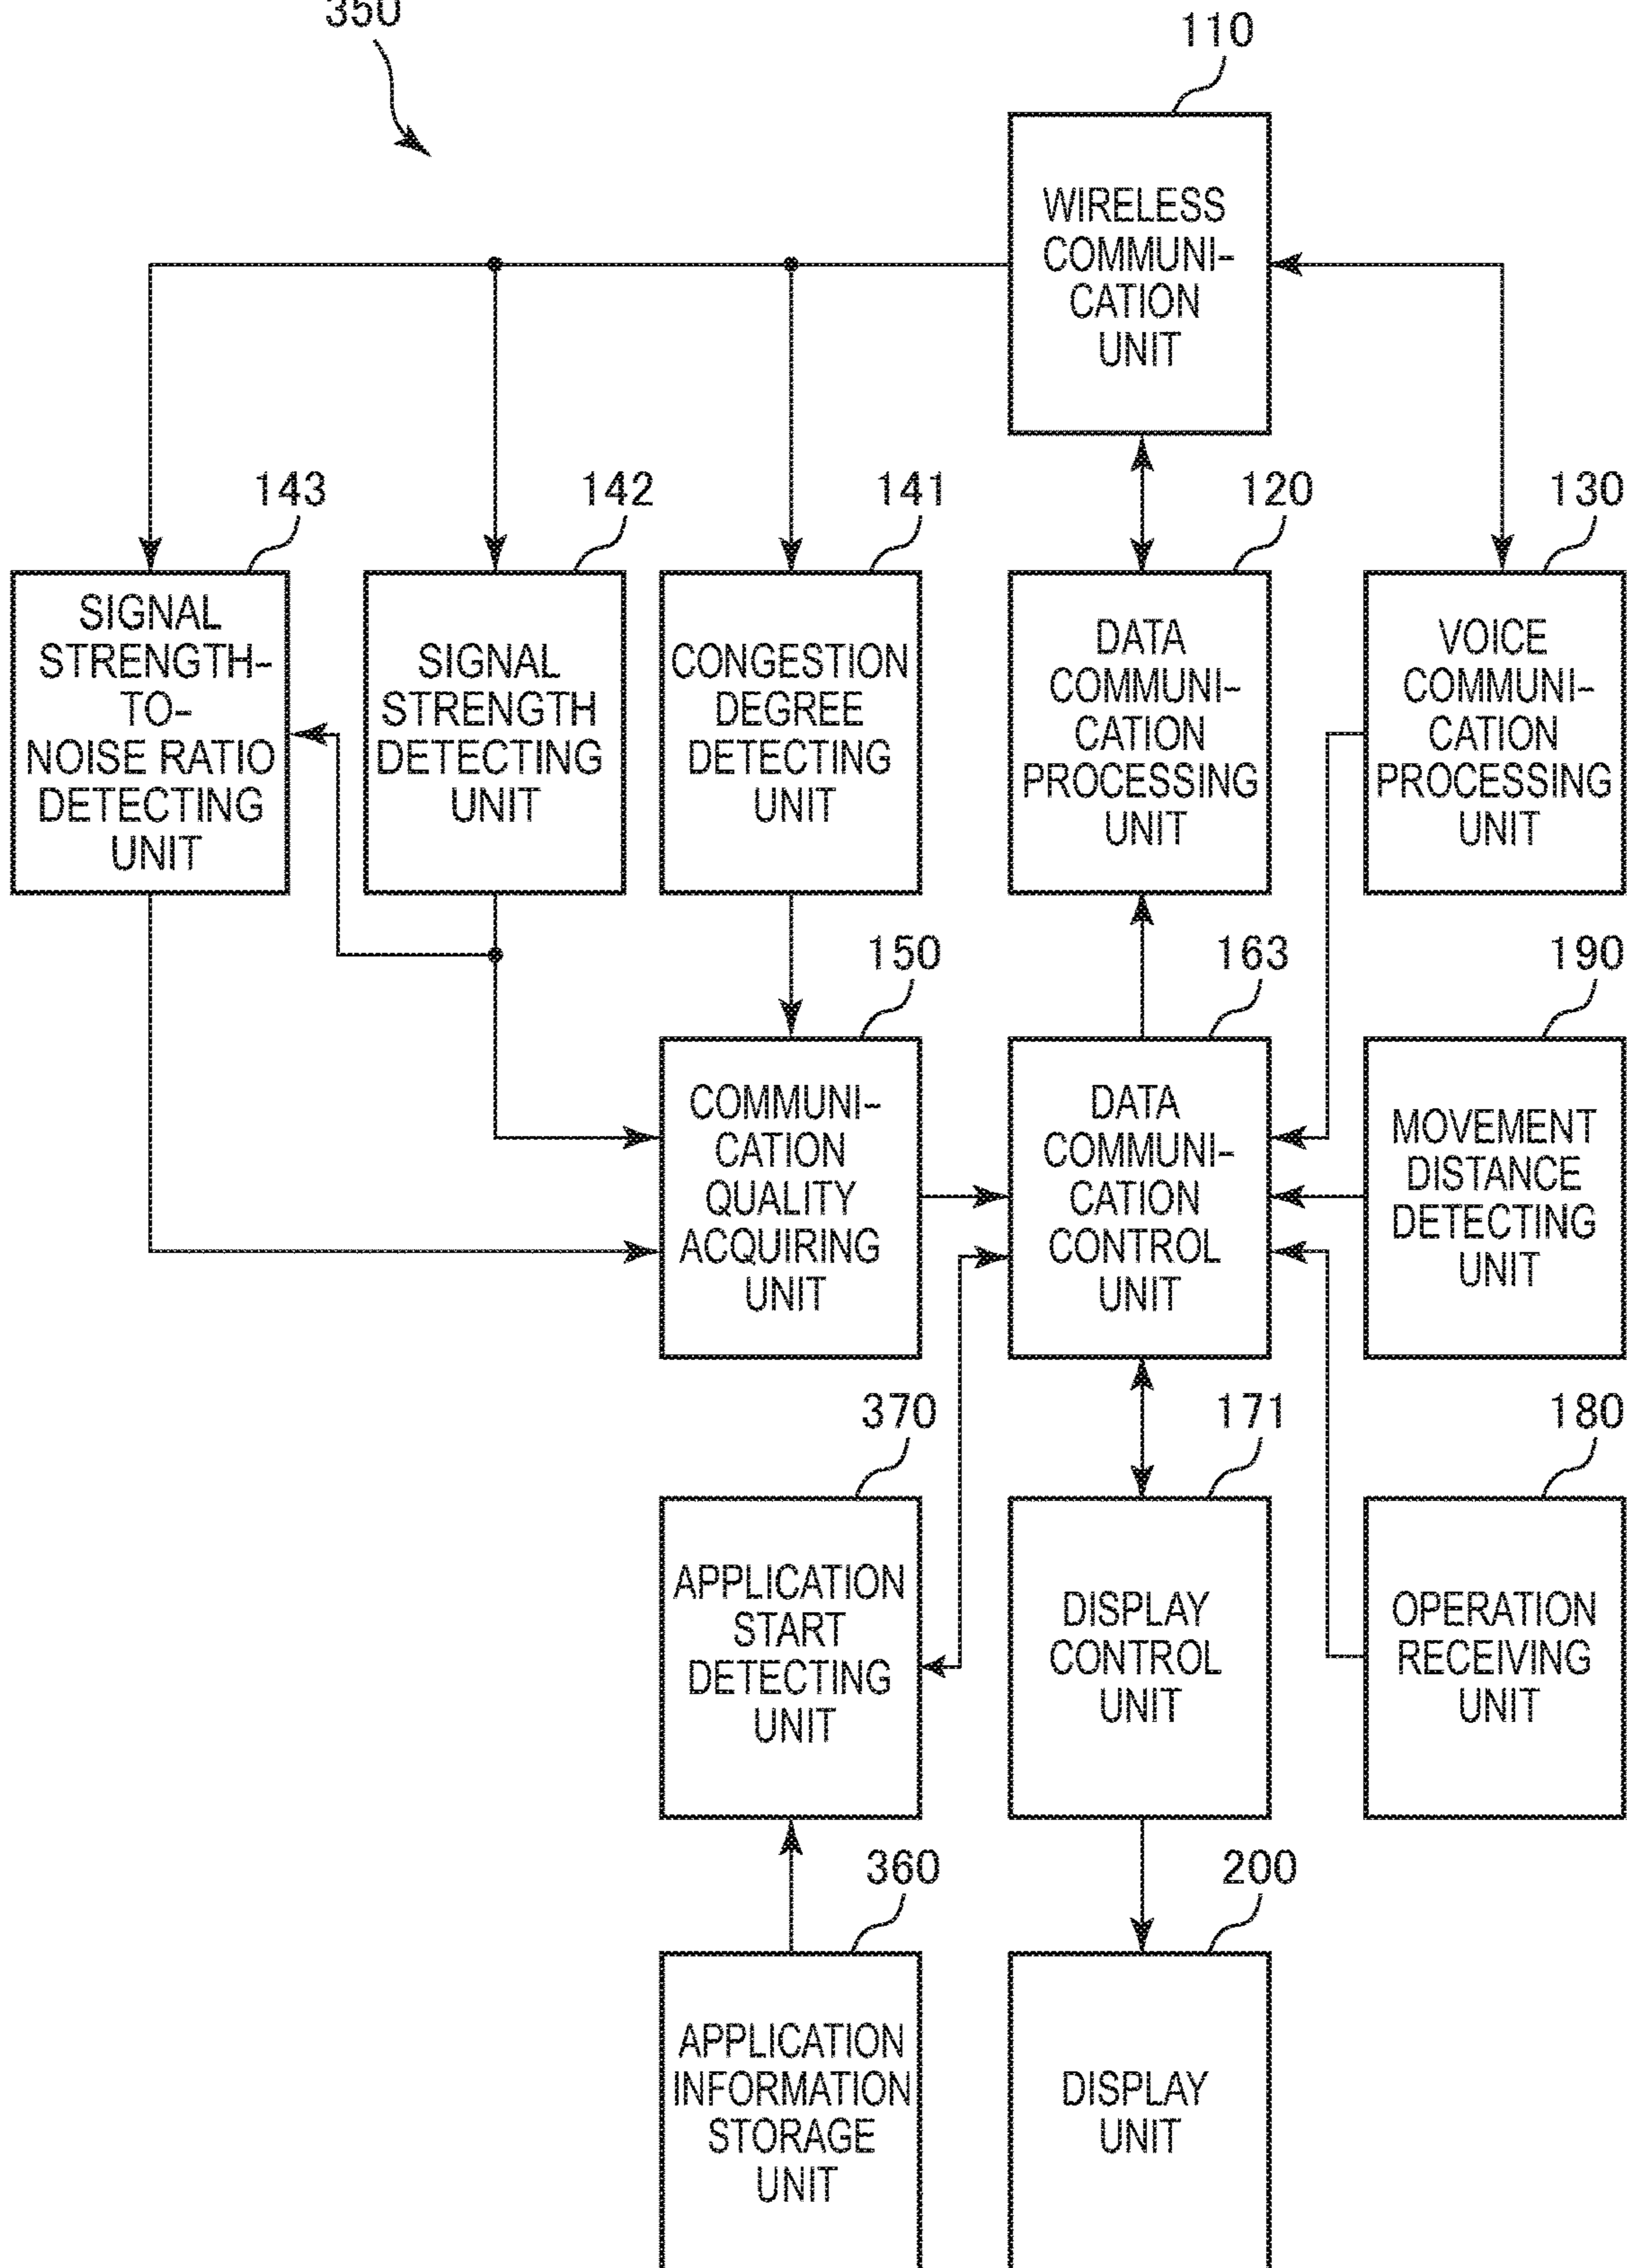 350
110
WIRELESS
COMMUNI-
CATION
UNIT
143
142
141
120
130
SIGNAL
STRENGTH-
TO-
NOISE RATIO
DETECTING
UNIT
SIGNAL
STRENGTH
DETECTING
UNIT
CONGESTION
DEGREE
DETECTING
UNIT
DATA
COMMUNI-
CATION
PROCESSING
UNIT
VOICE
COMMUNI-
CATION
PROCESSING
UNIT
150
163
190
COMMUNI-
CATION
QUALITY
ACQUIRING
UNIT
DATA
COMMUNI-
CATION
CONTROL
UNIT
MOVEMENT
DISTANCE
DETECTING
UNIT
370
171
180
APPLICATION
START
DETECTING
UNIT
DISPLAY
CONTROL
UNIT
OPERATION
RECEIVING
UNIT
360
200
APPLICATION
INFORMATION
STORAGE
UNIT
DISPLAY
UNIT